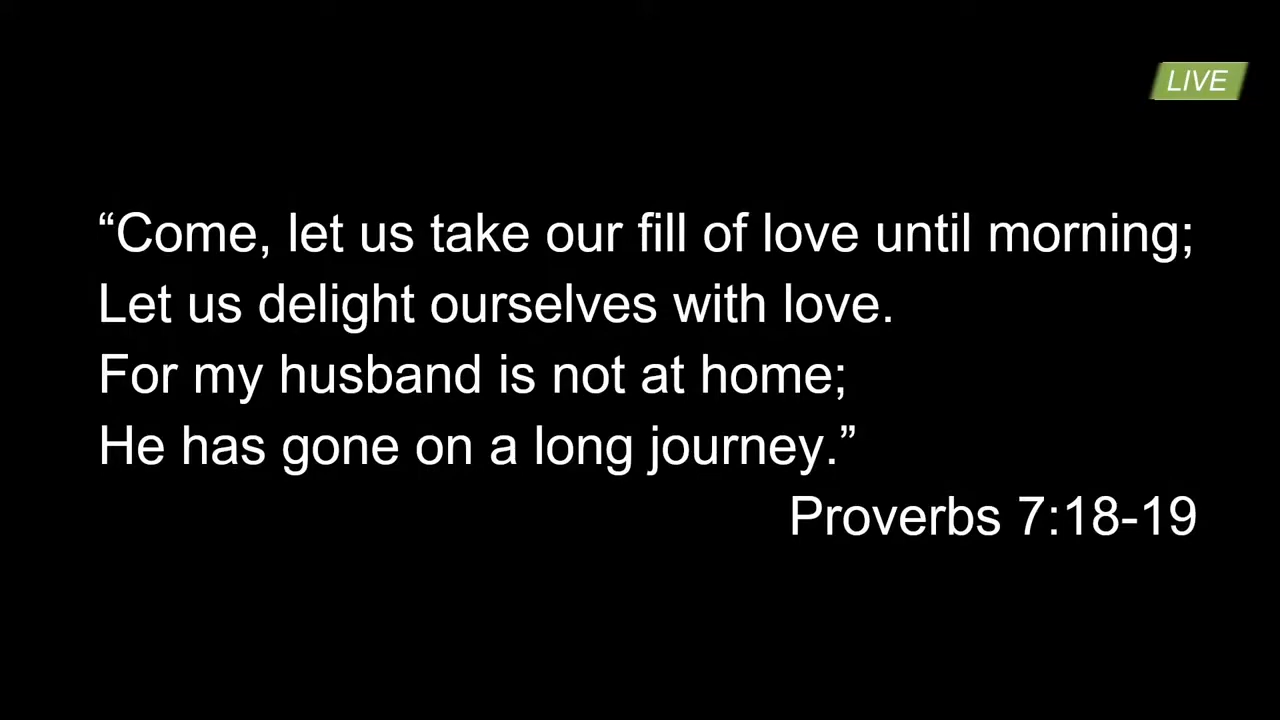 LIVE
“Come, let us take our fill of love until morning;
Let us delight ourselves with love.
For my husband is not at home;
He has gone on a long journey.”
Proverbs 7:18-19